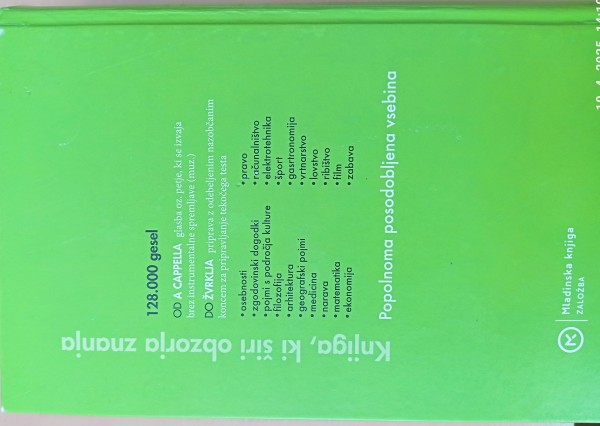 Knjiga, ki širi obzorja znanja
128.000 gesel
OD A CAPPELLA glasba oz. petje, ki se izvaja
brez instrumentalne spremljave (muz.)
DO ŽVRKLJA priprava z odebeljenim nazobčanim
koncem za pripravljanje tekočega testa
• osebnosti
• zgodovinski dogodki
• pojmi s področja kulture
• filozofija
• arhitektura
• geografski pojmi
• medicina
• narava
• matematika
• ekonomija
• pravo
• računalništvo
• elektrotehnika
• šport
• gasrtronomija
• vrtnarstvo
• lovstvo
• ribištvo
• film
• zabava
Popolnoma posodobljena vsebina
Mladinska knjiga
ZALOŽBA